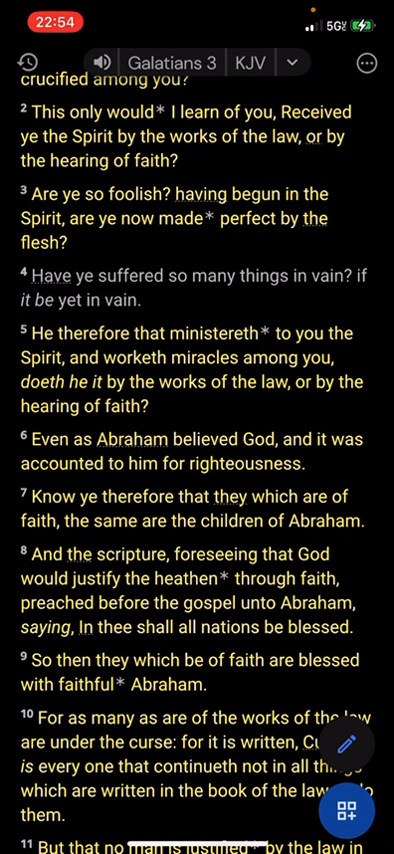 22:54
5G
Galatians 3 KJV
crucified among you?
2 This only would* I learn of you, Received
ye the Spirit by the works of the law, or by
the hearing of faith?
3 Are ye so foolish? having begun in the
Spirit, are ye now made* perfect by the
flesh?
4 Have ye suffered so many things in vain? if
it be yet in vain.
5 He therefore that ministereth* to you the
Spirit, and worketh miracles among you,
doeth he it by the works of the law, or by the
hearing of faith?
6 Even as Abraham believed God, and it was
accounted to him for righteousness.
7 Know ye therefore that they which are of
faith, the same are the children of Abraham.
8 And the scripture, foreseeing that God
would justify the heathen* through faith,
preached before the gospel unto Abraham,
saying, In thee shall all nations be blessed.
9 So then they which be of faith are blessed
with faithful* Abraham.
10 For as many as are of the works of the law
are under the curse: for it is written,
is every one that continueth not in all things
which are written in the book of the law
them.
11 But that no man is justified* by the law in